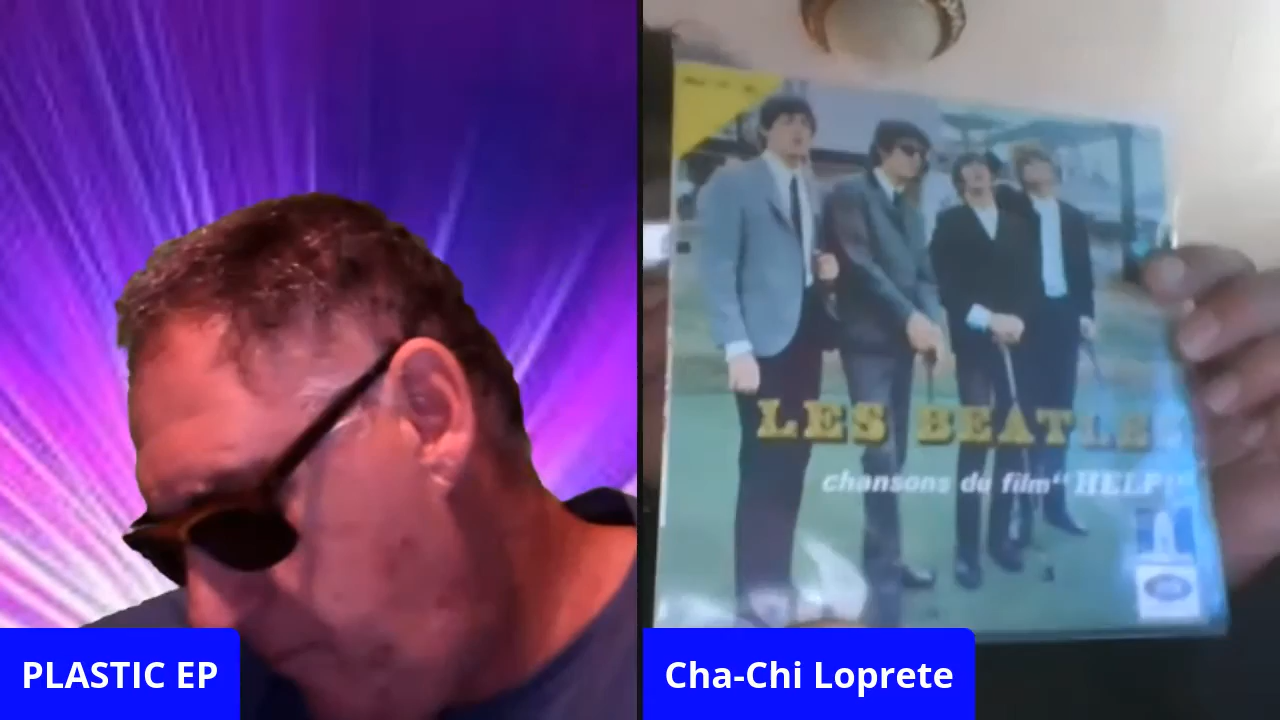 LES BEATLES
chansons du film "HELP!"
PLASTIC EP
Cha-Chi Loprete